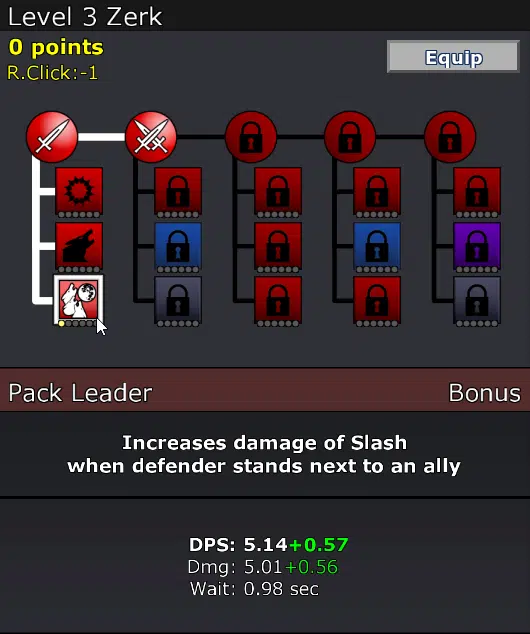 Level 3 Zerk
0 points
R.Click:-1
Equip
Pack Leader Bonus
Increases damage of Slash
when defender stands next to an ally
DPS: 5.14+0.57
Dmg: 5.01+0.56
Wait: 0.98 sec